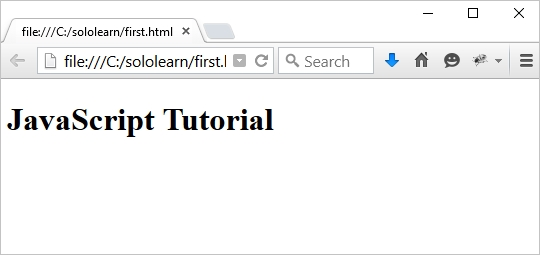 file:///C:/sololearn/first.html
file:///C:/sololearn/first.l
Search
JavaScript Tutorial